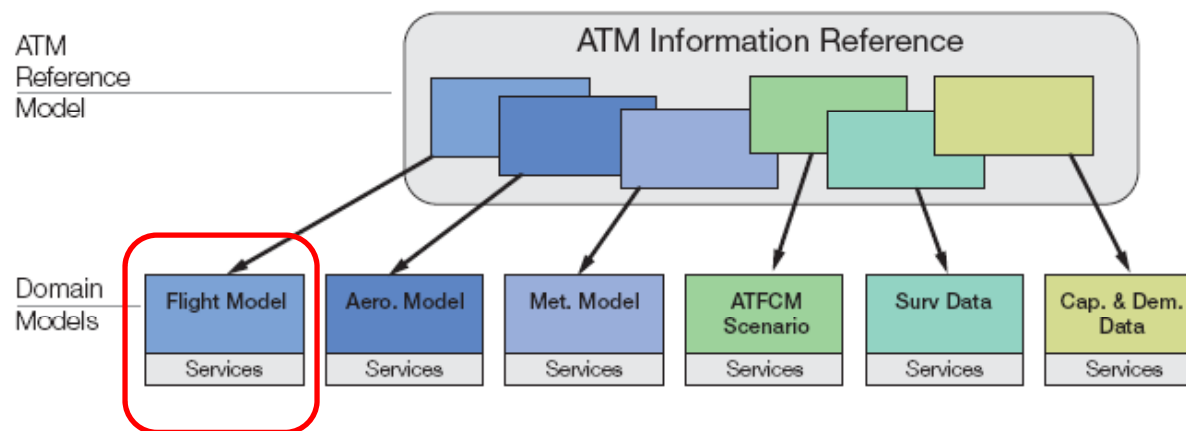 ATM
Reference
Model
ATM Information Reference
Domain
Models
Flight Model
Services
Aero. Model
Services
Met. Model
Services
ATFCM
Scenario
Services
Surv Data
Services
Cap. & Dem.
Data
Services